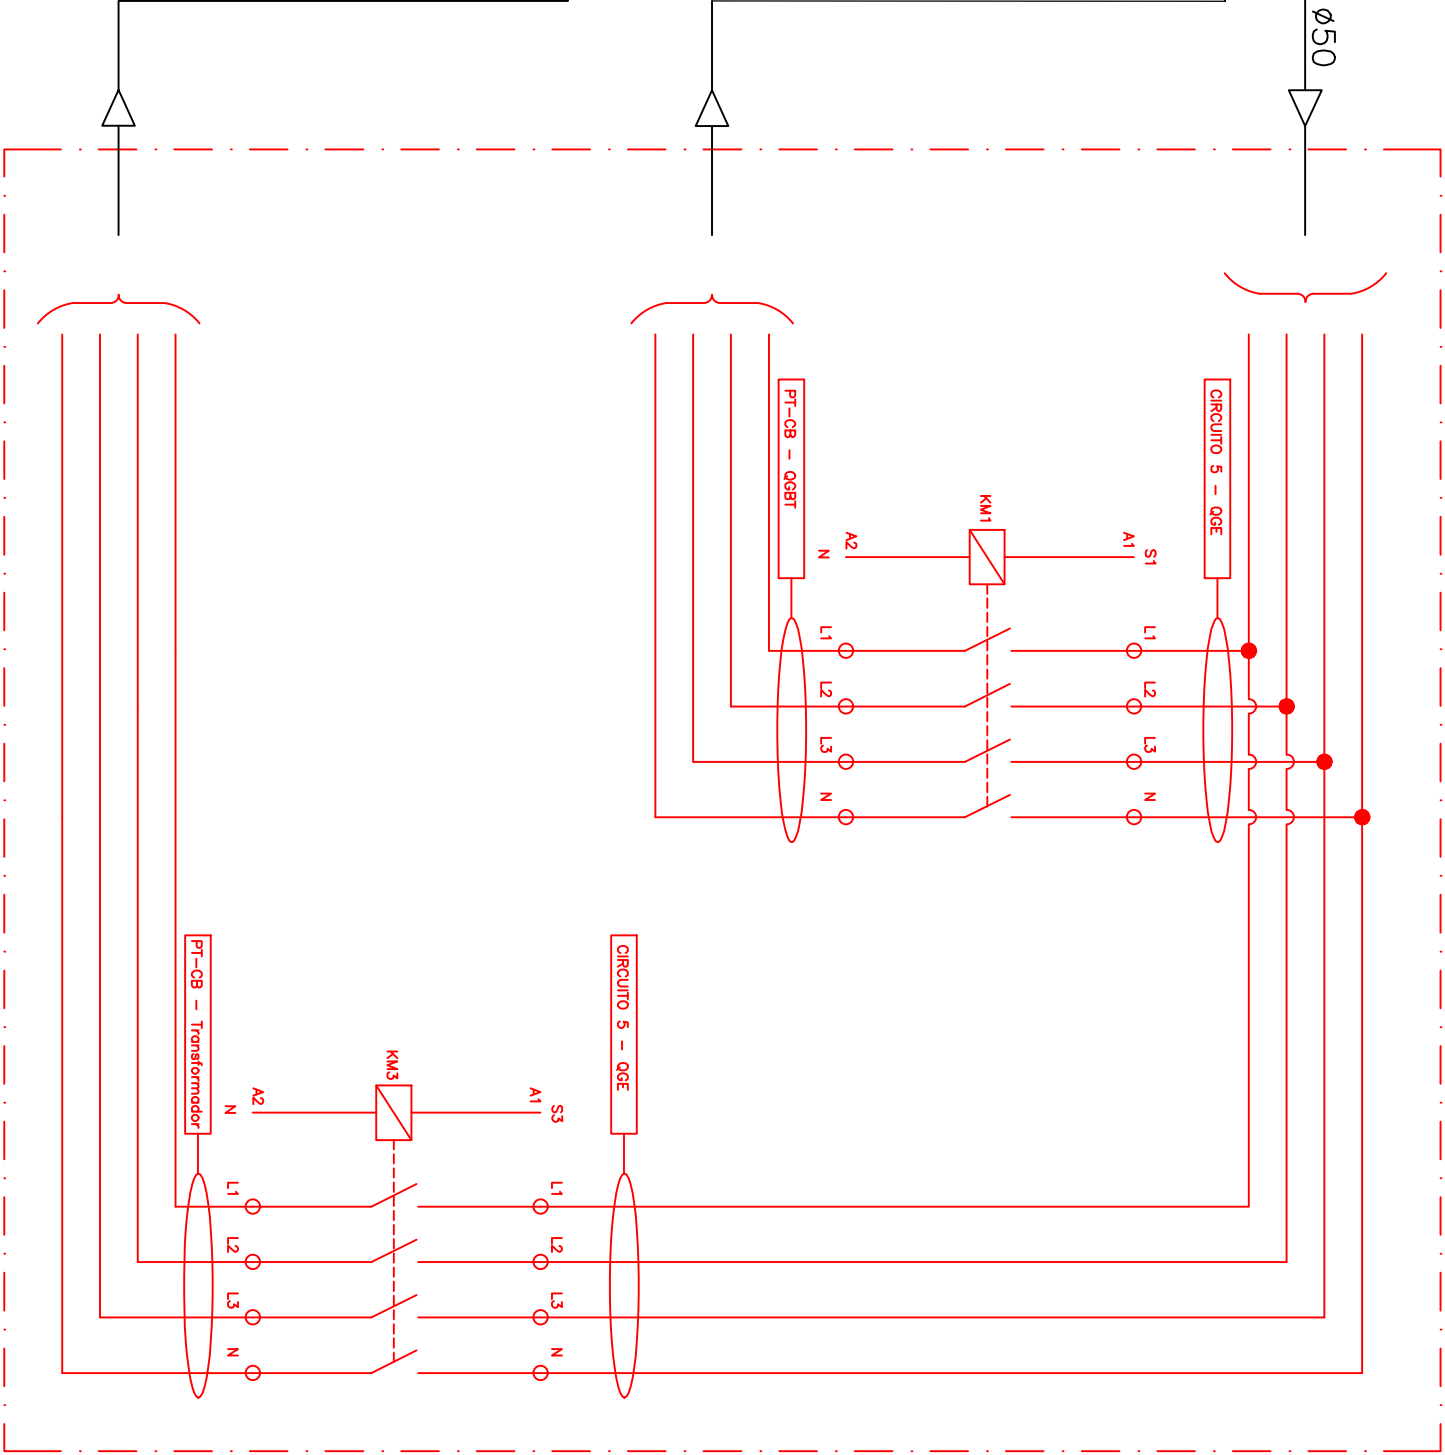 ø50
CIRCUITO 5 - QGE
PT-CB - QGBT
KM1
A1
S1
A2
N
L1
L1
L2
L2
L3
L3
N
N
CIRCUITO 5 - QGE
PT-CB - Transformador
KM3
A1
S3
A2
N
L1
L1
L2
L2
L3
L3
N
N